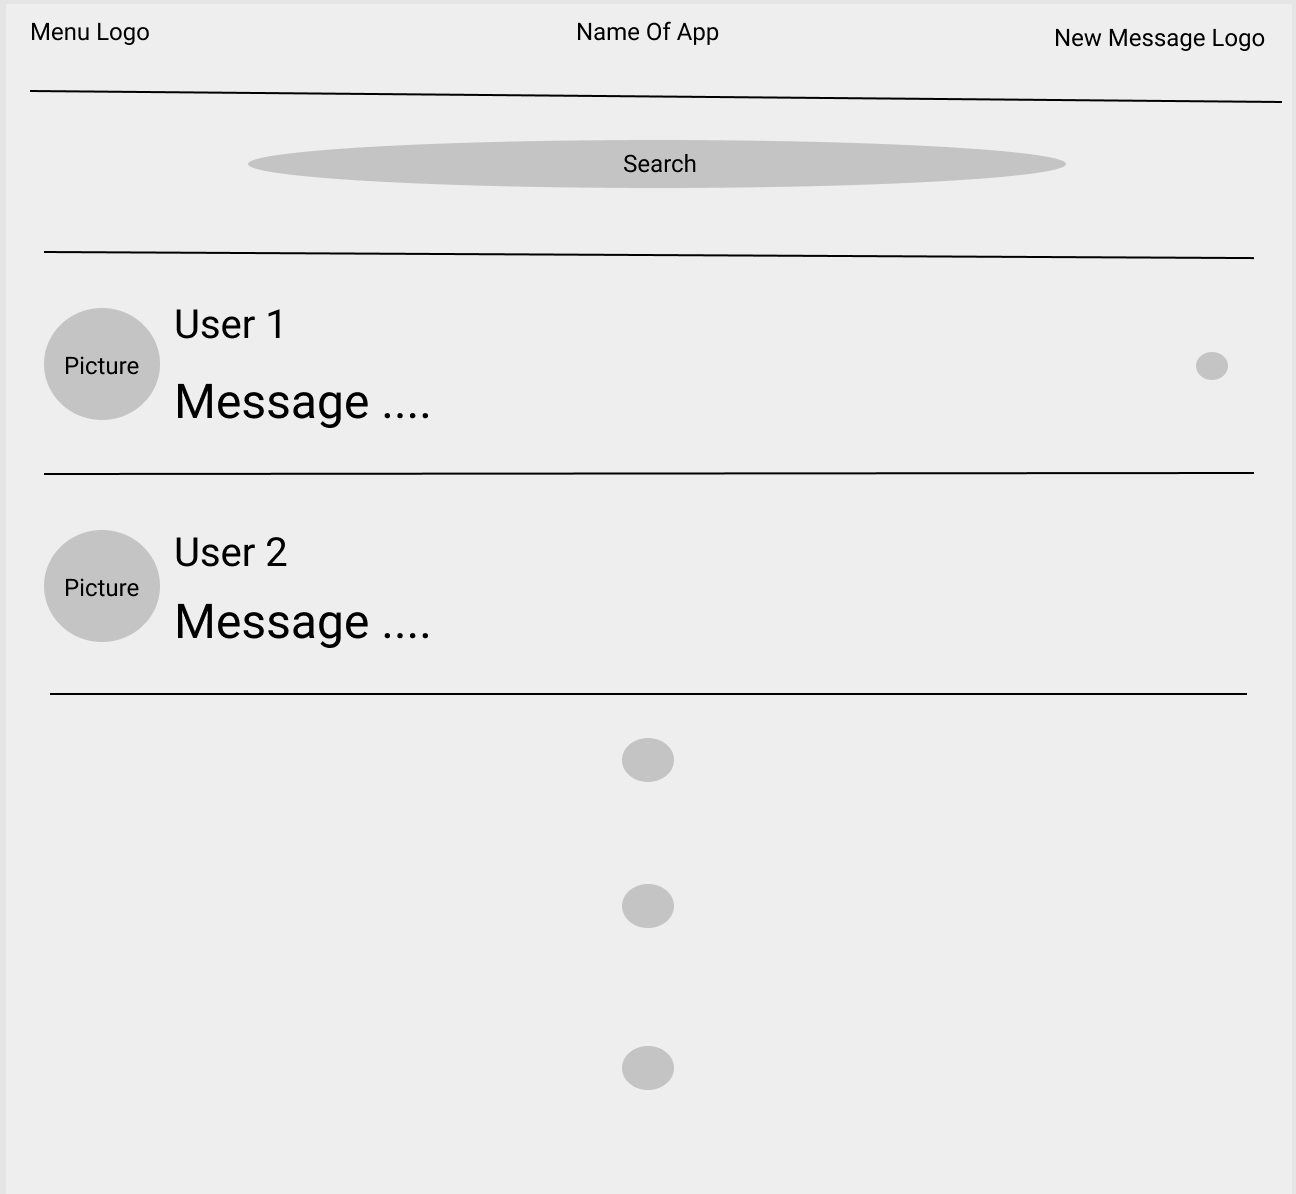 Menu Logo
Name Of App
New Message Logo
Search
User 1
Picture
Message ....
User 2
Picture
Message ....